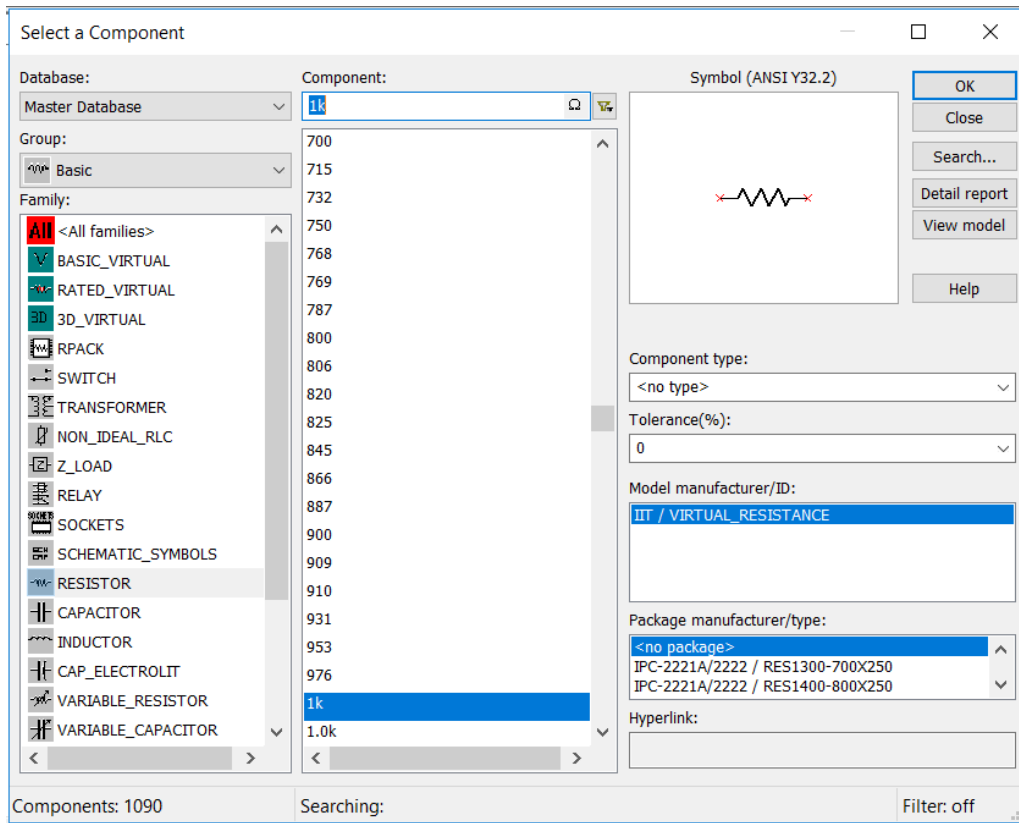 Select a Component
Database:
Master Database
Group:
Basic
Family:
All <All families>
BASIC_VIRTUAL
RATED_VIRTUAL
3D 3D_VIRTUAL
RPACK
SWITCH
TRANSFORMER
NON_IDEAL_RLC
Z Z_LOAD
RELAY
SOCKETS SOCKETS
SCHEMATIC_SYMBOLS
RESISTOR
CAPACITOR
INDUCTOR
CAP_ELECTROLIT
VARIABLE_RESISTOR
VARIABLE_CAPACITOR
Component:
1k Ω
700
715
732
750
768
769
787
800
806
820
825
845
866
887
900
909
910
931
953
976
1k
1.0k
Symbol (ANSI Y32.2)
OK
Close
Search...
Detail report
View model
Help
Component type:
<no type>
Tolerance(%):
0
Model manufacturer/ID:
IIT / VIRTUAL_RESISTANCE
Package manufacturer/type:
<no package>
IPC-2221A/2222 / RES1300-700X250
IPC-2221A/2222 / RES1400-800X250
Hyperlink:
Components: 1090
Searching:
Filter: off